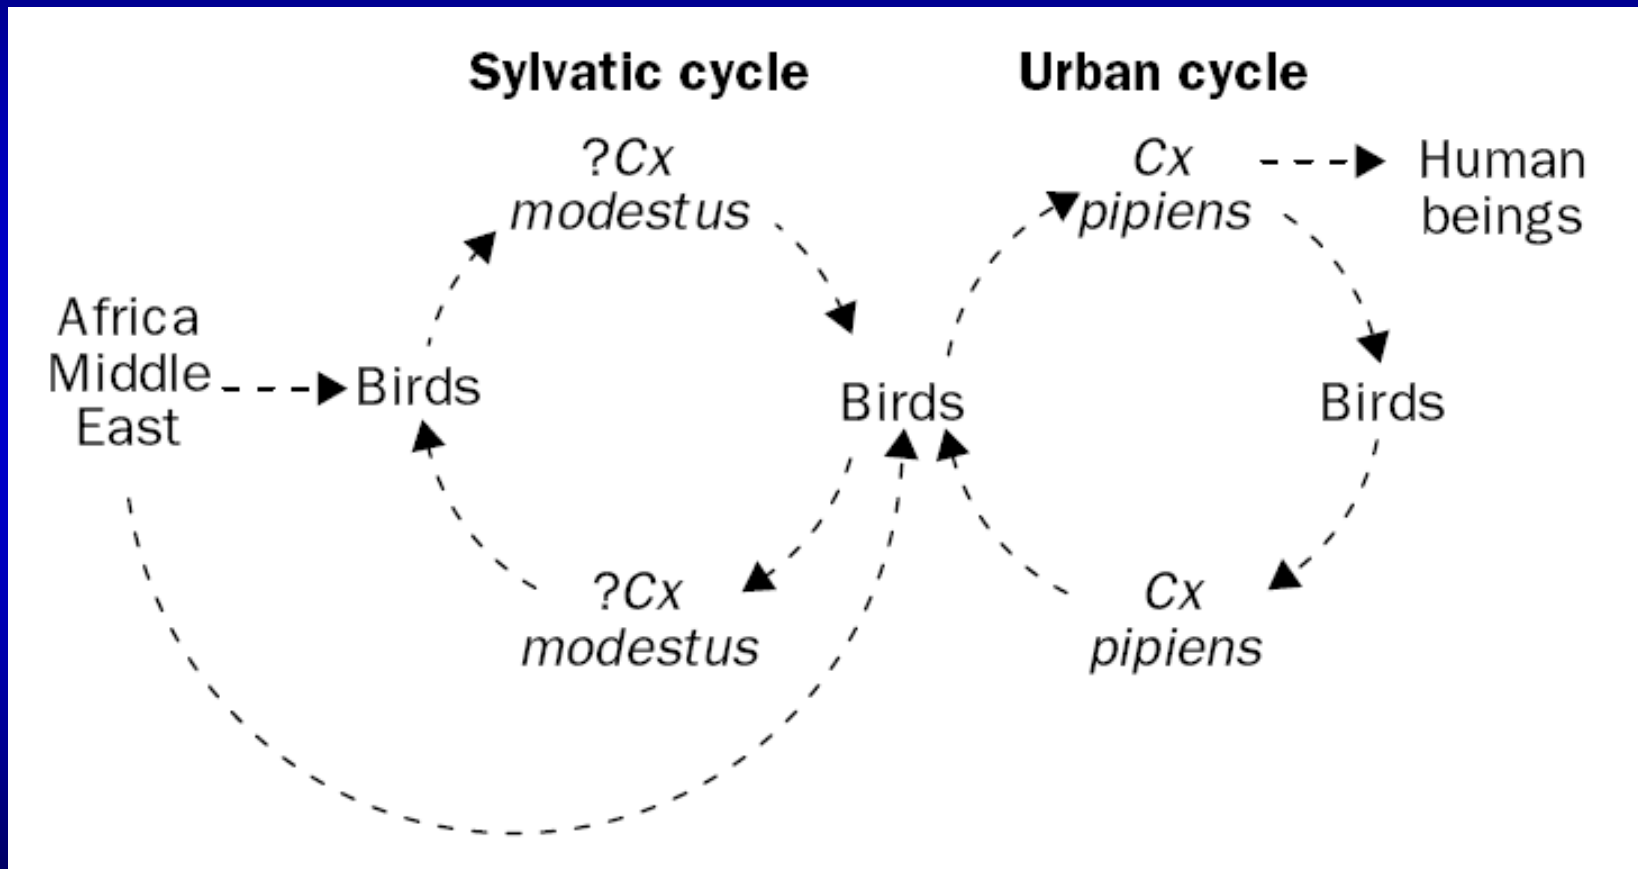 Sylvatic cycle
Urban cycle
?Cx
modestus
Cx
pipiens
Human
beings
Africa
Middle
East
Birds
Birds
Birds
?Cx
modestus
Cx
pipiens